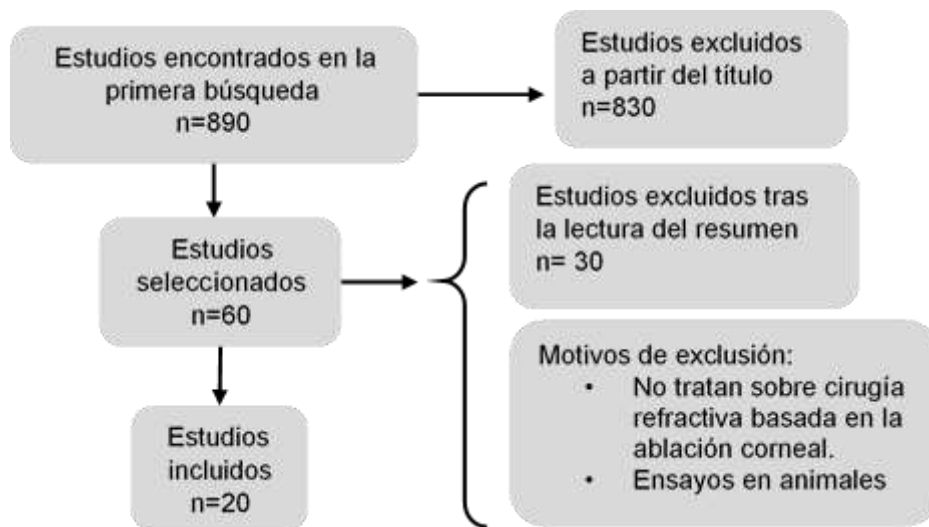 Estudios encontrados en la
primera búsqueda
n=890
Estudios excluidos
a partir del título
n=830
Estudios
seleccionados
n=60
Estudios excluidos tras
la lectura del resumen
n= 30
Motivos de exclusión:
• No tratan sobre cirugía
refractiva basada en la
ablación corneal.
• Ensayos en animales
Estudios
incluidos
n=20